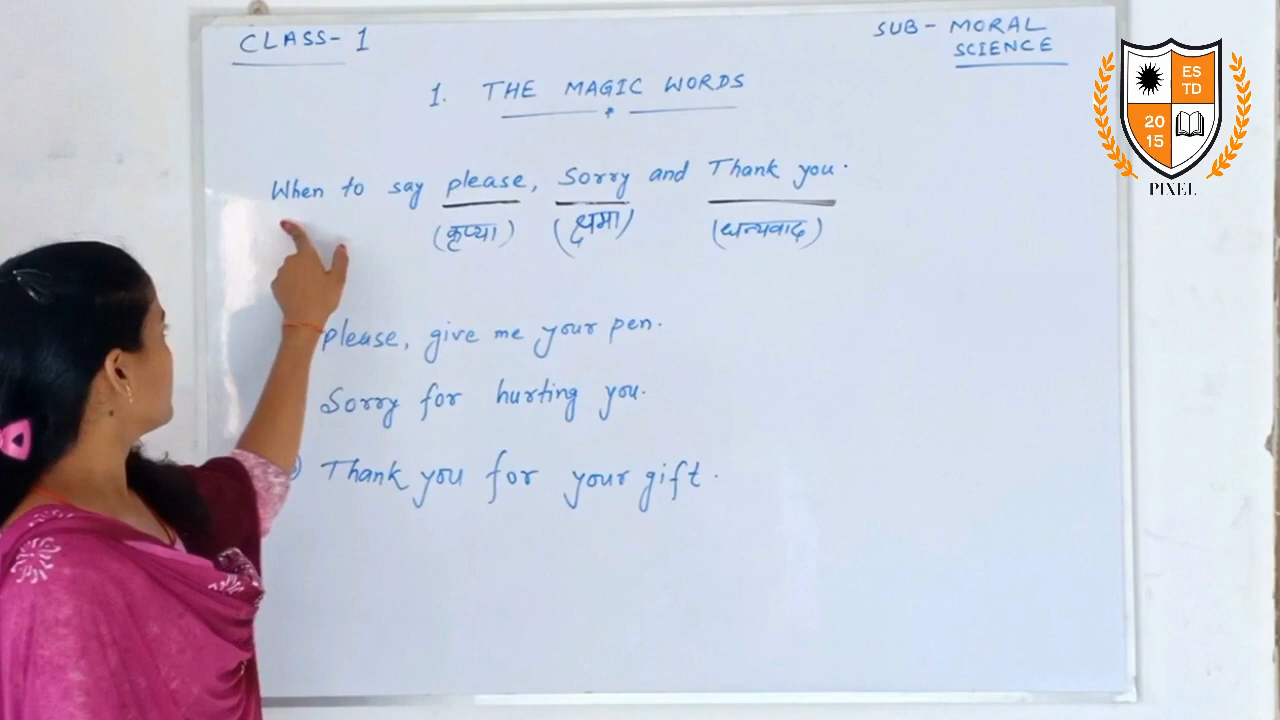 CLASS- 1
SUB - MORAL
SCIENCE
1. THE MAGIC WORDS
When to say please, Sorry and Thank you.
(कृप्या) (क्षमा) (धन्यवाद)
please, give me your pen.
Sorry for hurting you.
) Thank you for your gift.
ES
TD
20
15
PIXEL